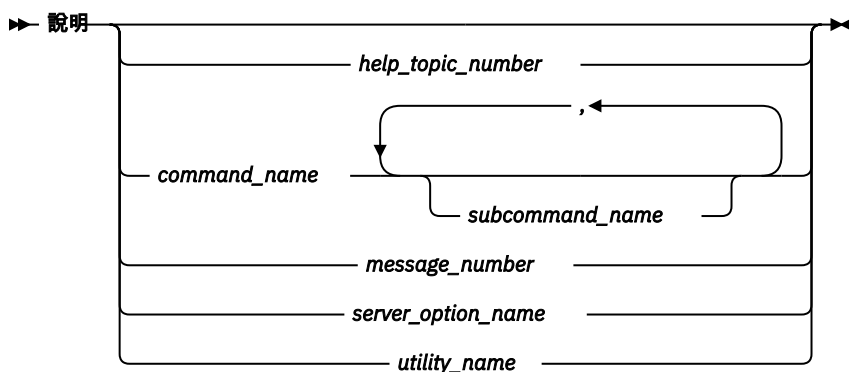 說明
help_topic_number
,
command_name
subcommand_name
message_number
server_option_name
utility_name